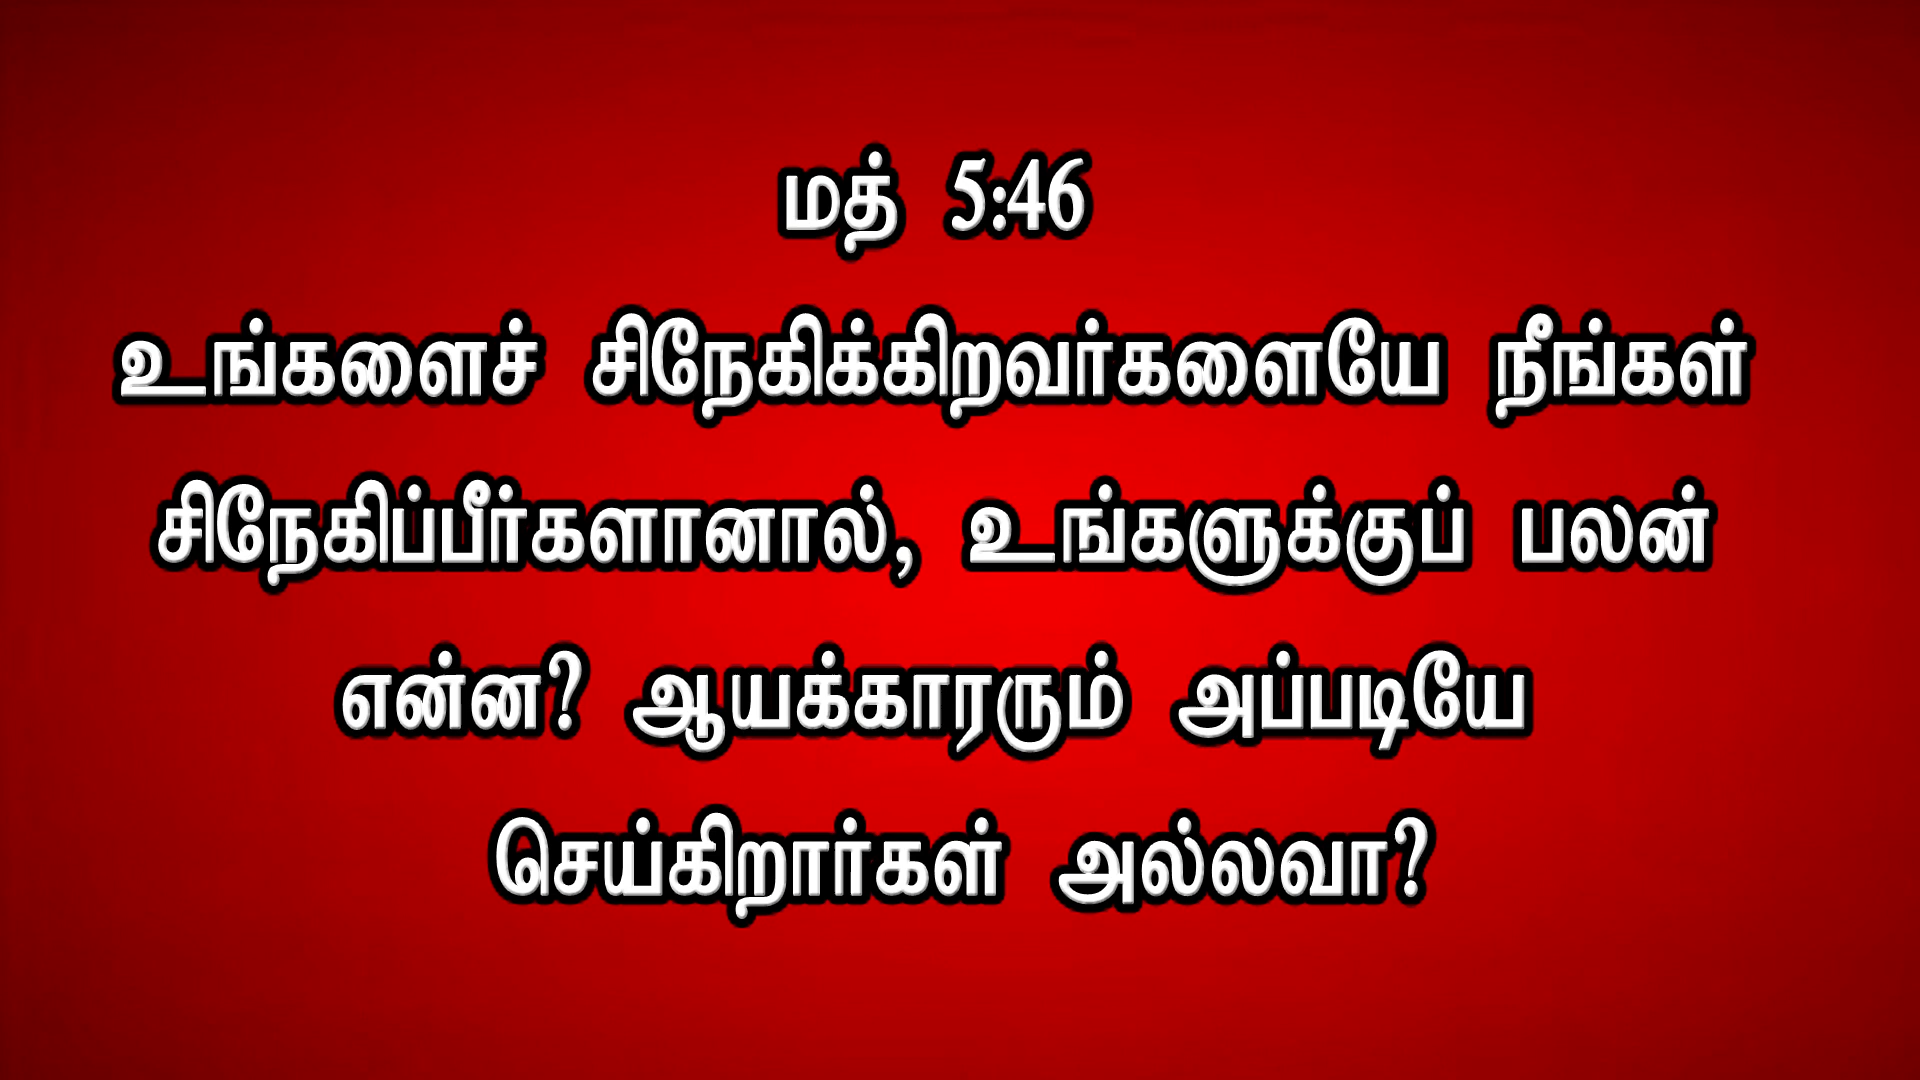 மத் 5:46
உங்களைச் சிநேகிக்கிறவர்களையே நீங்கள்
சிநேகிப்பீர்களானால், உங்களுக்குப் பலன்
என்ன? ஆயக்காரரும் அப்படியே
செய்கிறார்கள் அல்லவா?